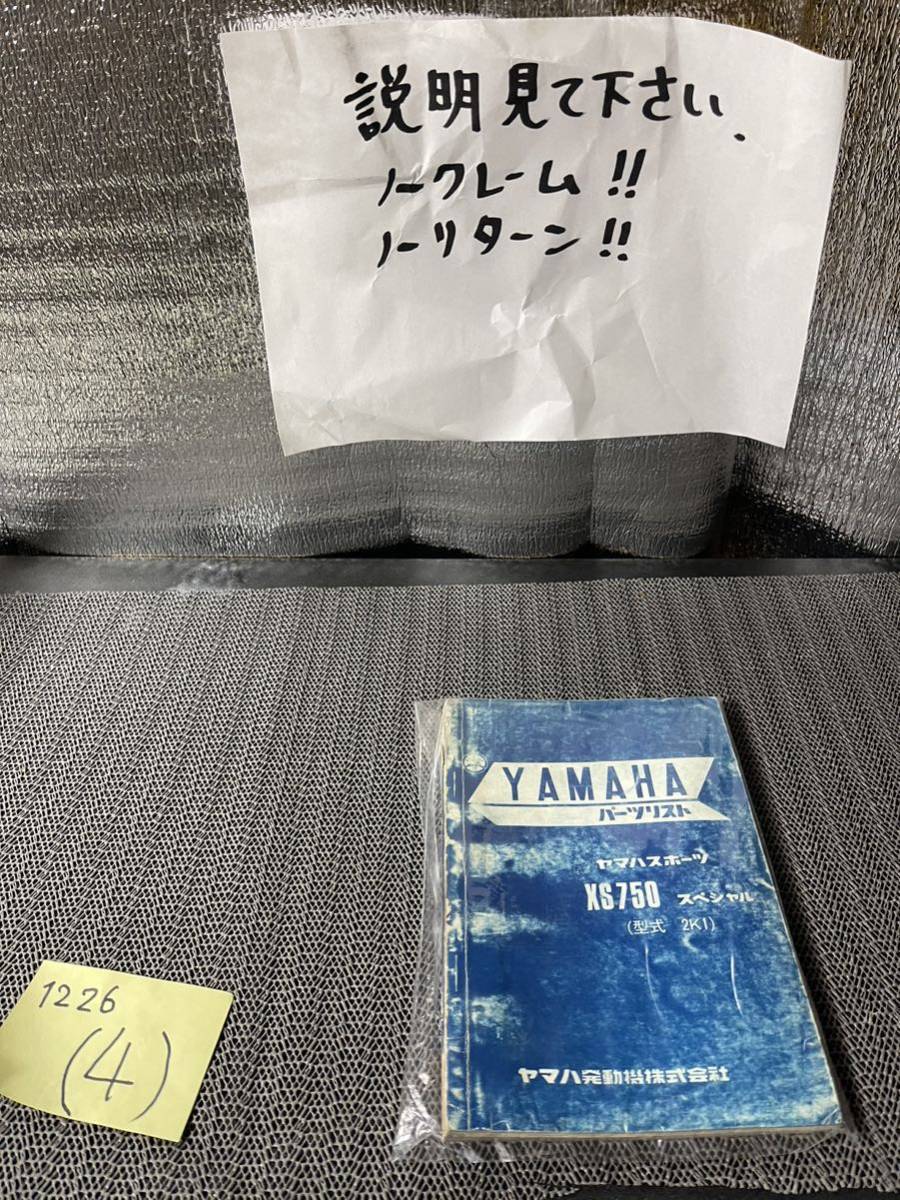 説明見て下さい、
ノークレーム!!
ノーリターン!!
YAMAHA
パーツリスト
ヤマハスポーツ
XS750 スペシャル
(型式 2K1)
ヤマハ発動機株式会社
1226
(4)